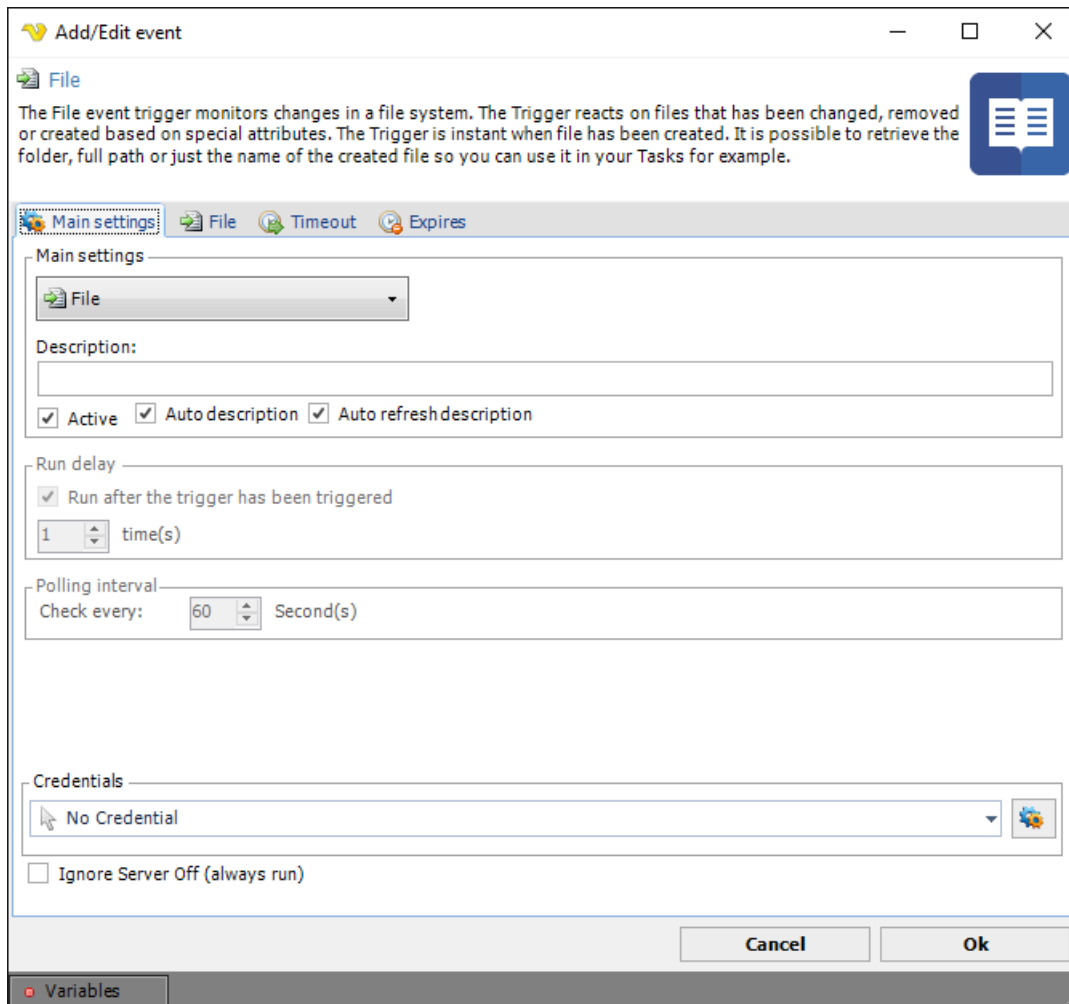 Add/Edit event
File
The File event trigger monitors changes in a file system. The Trigger reacts on files that has been changed, removed
or created based on special attributes. The Trigger is instant when file has been created. It is possible to retrieve the
folder, full path or just the name of the created file so you can use it in your Tasks for example.
Main settings File Timeout Expires
Main settings
File
Description:
Active Auto description Auto refresh description
Run delay
Run after the trigger has been triggered
1 time(s)
Polling interval
Check every: 60 Second(s)
Credentials
No Credential
Ignore Server Off (always run)
Cancel Ok
Variables